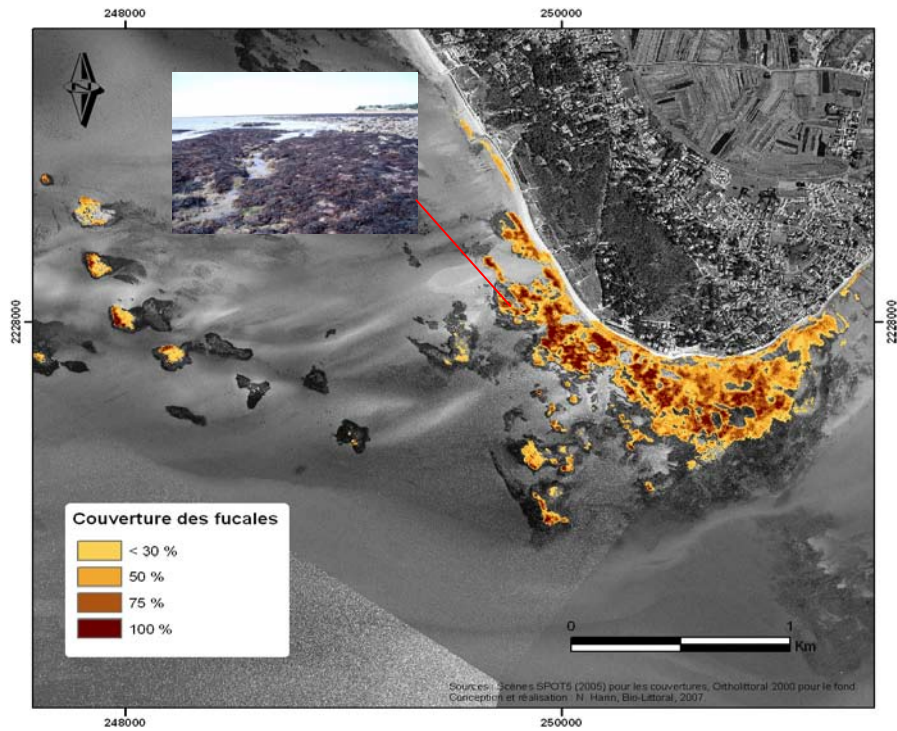 248000
250000
N
2228000
2228000
Couverture des fucales
< 30 %
50 %
75 %
100 %
0
1
Km
Sources : Scènes SPOT5 (2005) pour les couvertures, Ortholittoral 2000 pour le fond.
Conception et réalisation : N. Harin, Bio-Littoral, 2007.
248000
250000